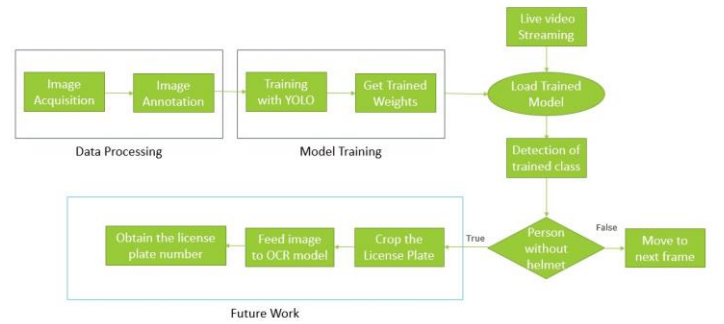 Live video
Streaming
Image
Acquisition
Image
Annotation
Training
with YOLO
Get Trained
Weights
Load Trained
Model
Data Processing
Model Training
Detection of
trained class
Obtain the license
plate number
Feed image
to OCR model
Crop the
License Plate
True
Person
without
helmet
False
Move to
next frame
Future Work